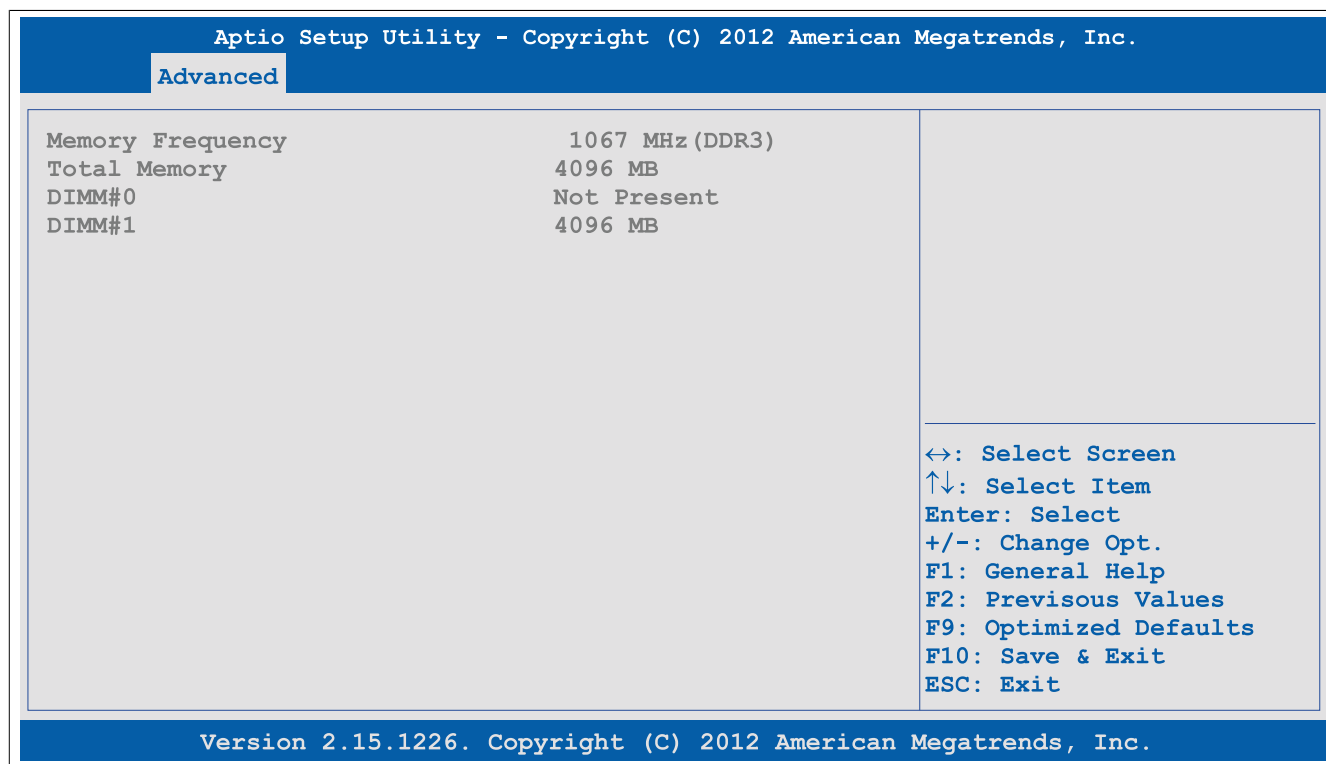 Aptio Setup Utility - Copyright (C) 2012 American Megatrends, Inc.
Advanced
Memory Frequency 1067 MHz(DDR3)
Total Memory 4096 MB
DIMM#0 Not Present
DIMM#1 4096 MB
↔: Select Screen
↑↓: Select Item
Enter: Select
+/-: Change Opt.
F1: General Help
F2: Previsous Values
F9: Optimized Defaults
F10: Save & Exit
ESC: Exit
Version 2.15.1226. Copyright (C) 2012 American Megatrends, Inc.